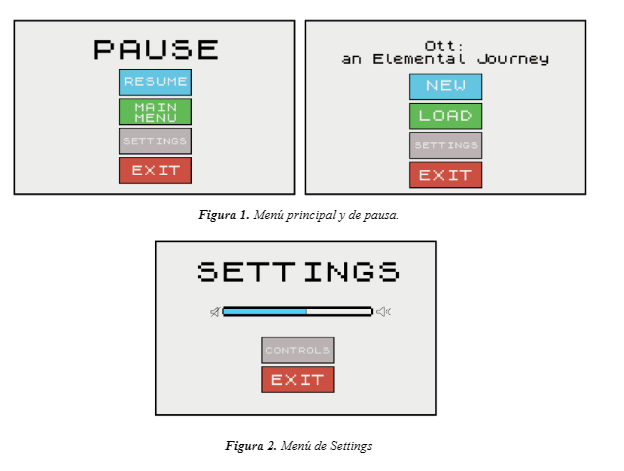 PAUSE
RESUME
MAIN
MENU
SETTINGS
EXIT
Ott:
an Elemental Journey
NEW
LOAD
SETTINGS
EXIT
Figura 1. Menú principal y de pausa.
SETTINGS
CONTROLS
EXIT
Figura 2. Menú de Settings